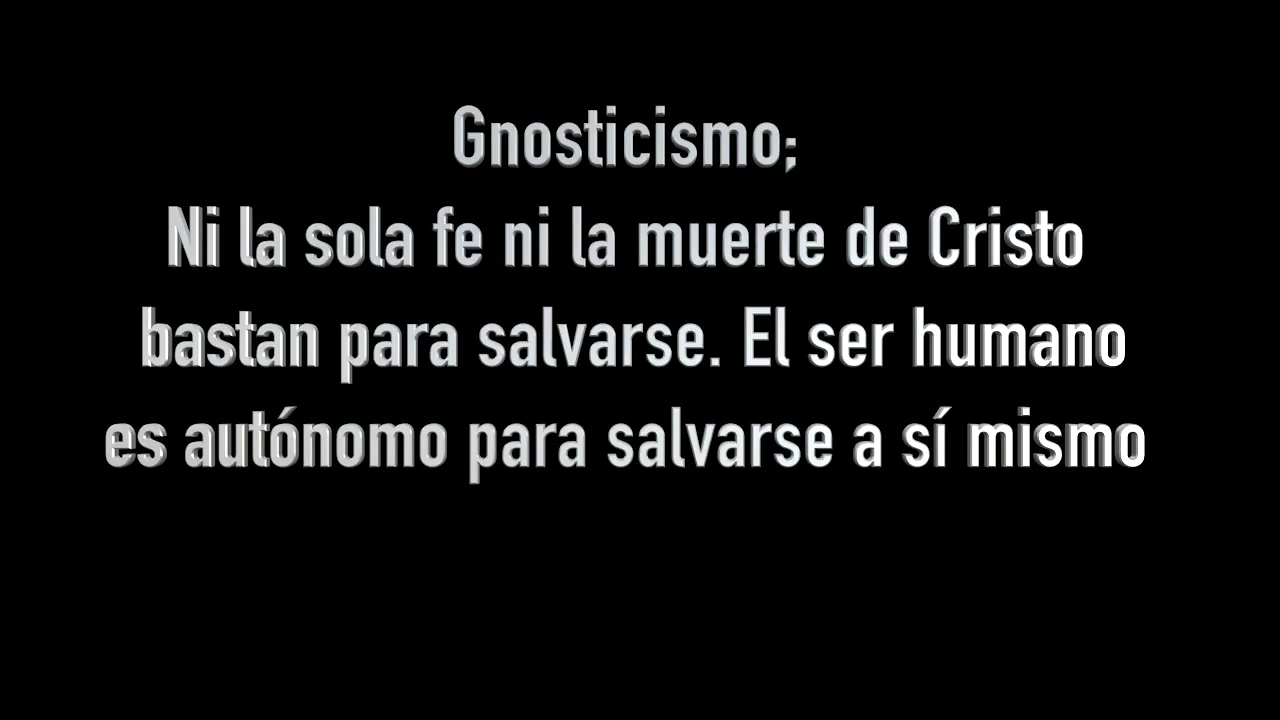 Gnosticismo;
Ni la sola fe ni la muerte de Cristo
bastan para salvarse. El ser humano
es autónomo para salvarse a sí mismo